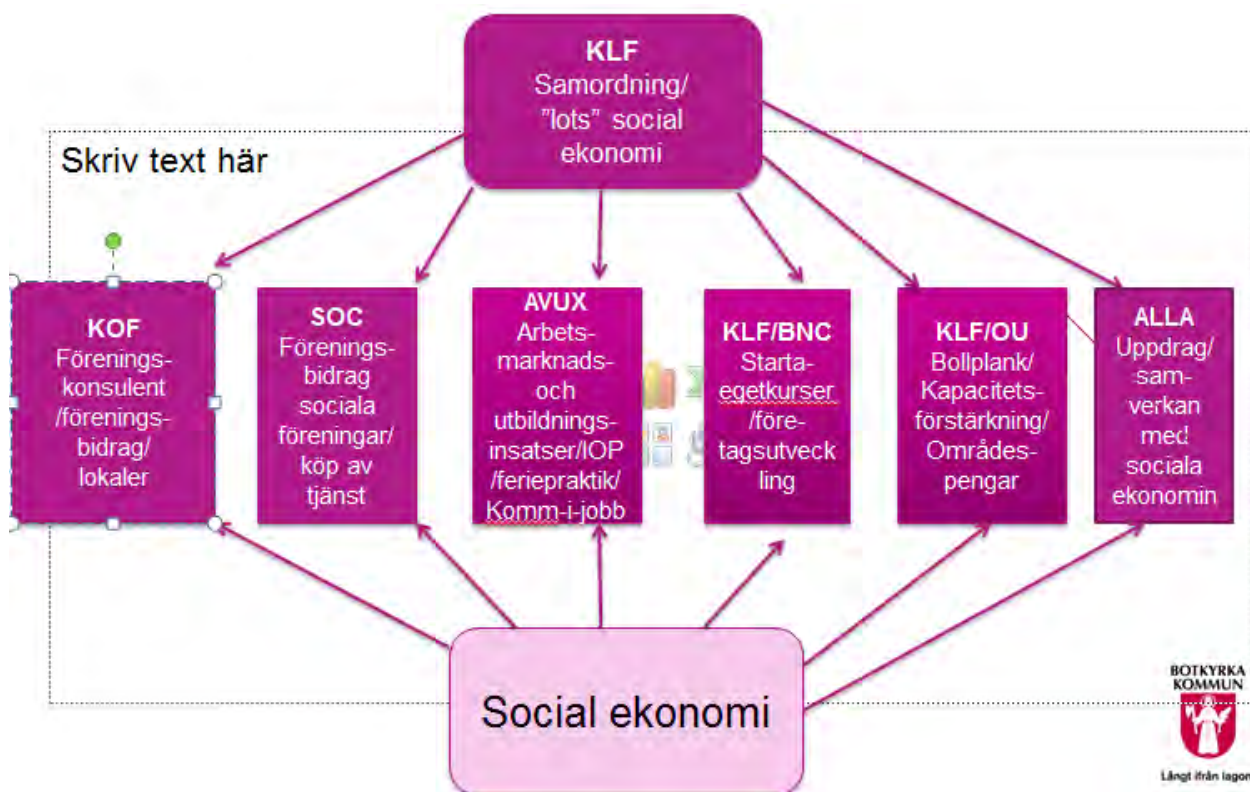 KLF
Samordning/
”lots” social
ekonomi
Skriv text här
KOF
Förenings-
konsulent
/förenings-
bidrag/
lokaler
SOC
Förenings-
bidrag
sociala
föreningar/
köp av
tjänst
AVUX
Arbets-
marknads-
och
utbildnings-
insatser/IOP
/feriepraktik/
Komm-i-jobb
KLF/BNC
Starta-
egetkurser
/före-
tagsutveck
ling
KLF/OU
Bollplank/
Kapacitets-
förstärkning/
Områdes-
pengar
ALLA
Uppdrag/
sam-
verkan
med
sociala
ekonomin
Social ekonomi
BOTKYRKA
KOMMUN
Långt ifrån lagom